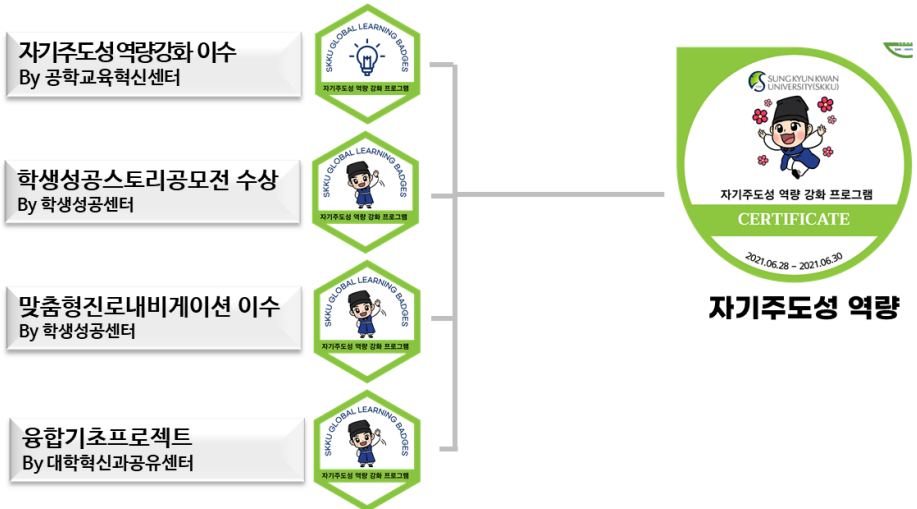 자기주도성 역량강화 이수
By 공학교육혁신센터
SKKU GLOBAL LEARNING BADGES
자기주도성 역량 강화 프로그램
학생성공스토리공모전 수상
By 학생성공센터
SKKU GLOBAL LEARNING BADGES
자기주도성 역량 강화 프로그램
맞춤형진로내비게이션 이수
By 학생성공센터
SKKU GLOBAL LEARNING BADGES
자기주도성 역량 강화 프로그램
융합기초프로젝트
By 대학혁신과공유센터
SKKU GLOBAL LEARNING BADGES
자기주도성 역량 강화 프로그램
SUNGKYUNKWAN
UNIVERSITY(SKKU)
자기주도성 역량 강화 프로그램
CERTIFICATE
2021.06.28 – 2021.06.30
자기주도성 역량